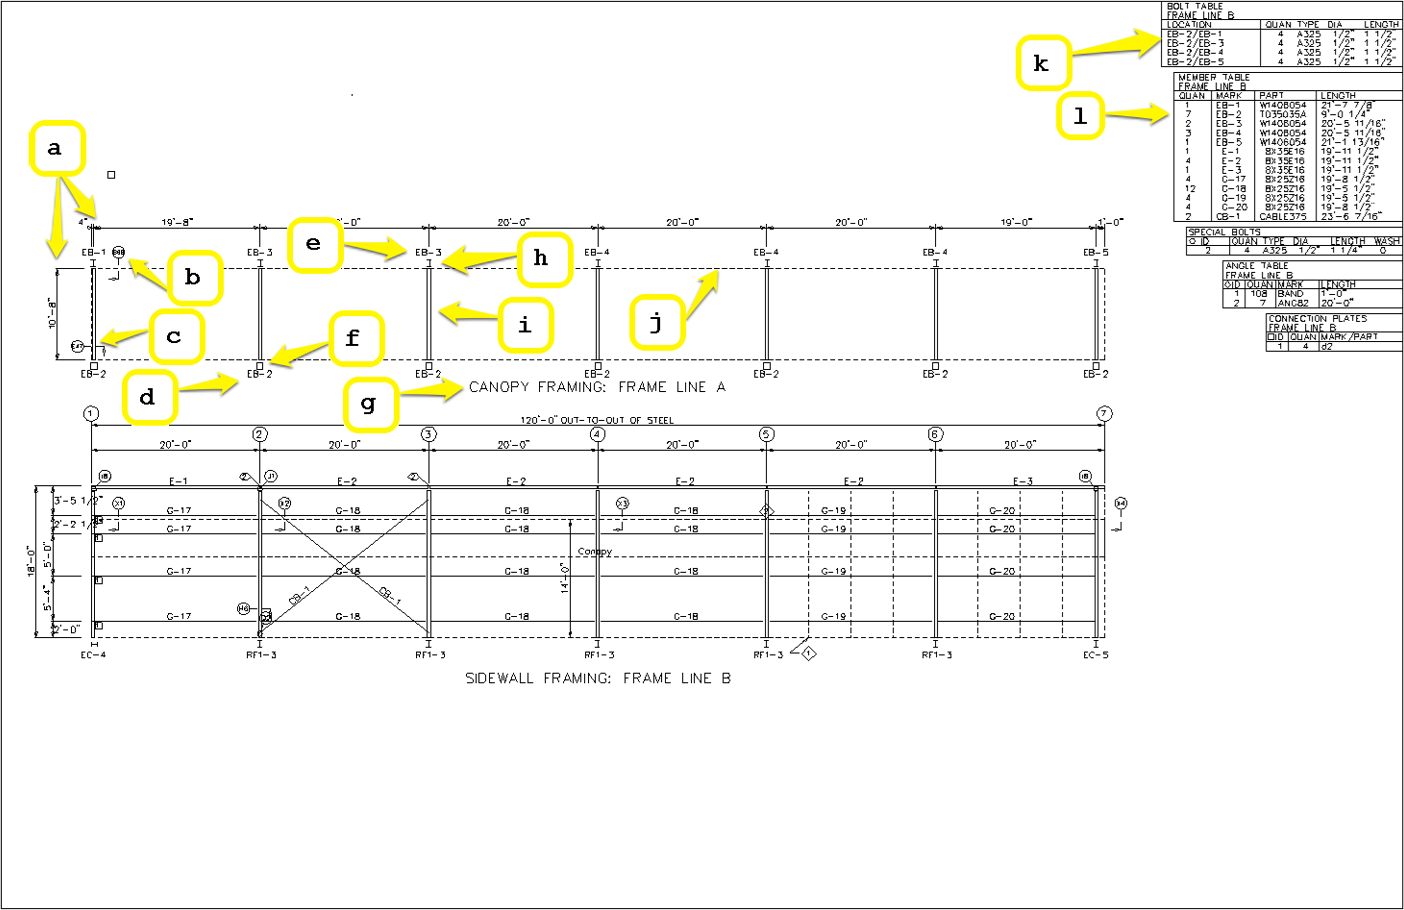 BOLT TABLE
FRAME LINE B
LOCATION QUAN TYPE DIA LENGTH
EB-2/EB-1 4 A325 1/2" 1 1/2"
EB-2/EB-3 4 A325 1/2" 1 1/2"
EB-2/EB-4 4 A325 1/2" 1 1/2"
EB-2/EB-5 4 A325 1/2" 1 1/2"
k
MEMBER TABLE
FRAME LINE B
QUAN MARK PART LENGTH
1 EB-1 W1406054 21'-7 7/8"
7 EB-2 9'-0 1/4"
2 EB-3 W1406054 20'-5 11/16"
3 EB-4 W1406054 20'-5 11/16"
1 EB-5 W1406054 21'-1 13/16"
1 E-1 8X35E16 19'-11 1/2"
4 E-2 8X35E16 19'-11 1/2"
1 E-3 8X35E16 19'-11 1/2"
4 G-17 8X25Z16 19'-8 1/2"
12 G-18 8X25Z16 19'-5 1/2"
4 G-19 8X25Z16 19'-5 1/2"
4 G-20 8X25Z16 19'-8 1/2"
2 CB-1 CABLE375 23'-6 7/16"
l
SPECIAL BOLTS
ID QUAN TYPE DIA LENGTH WASH
2 4 A325 1/2" 1 1/4" 0
ANGLE TABLE
FRAME LINE B
ID QUAN MARK LENGTH
1 108 BAND 1'-0"
2 7 20'-0"
CONNECTION PLATES
FRAME LINE B
ID QUAN MARK/PART
1 4 d2
a
4" 19'-8" 20'-0" 20'-0" 19'-0" 1'-0"
e
h
EB-1 EB-3 EB-3 EB-4 EB-4 EB-4 EB-5
b
10'-8"
c
f
i
j
EB-2 EB-2 EB-2 EB-2 EB-2 EB-2 EB-2
d
g
CANOPY FRAMING: FRAME LINE A
1 120'-0" OUT-TO-OUT OF STEEL 7
2 3 4 5 6
20'-0" 20'-0" 20'-0" 20'-0" 20'-0" 20'-0"
E-1 2 J1 E-2 2 E-2 E-2 E-2 E-3
3'-5 1/2" X1 X2 X3
G-17 G-18 G-18 G-18 G-19 G-20
2'-2 1/2"
G-17 G-18 G-18 G-18 G-19 G-20
18'-0" 5'-0" Canopy
G-17 G-18 G-18 G-18 G-19 G-20
5'-4" CB-1 CB-1 14'-0"
G-17 G-18 G-18 G-18 G-19 G-20
2'-0"
EC-4 RF1-3 RF1-3 RF1-3 RF1-3 1 RF1-3 EC-5
SIDEWALL FRAMING: FRAME LINE B